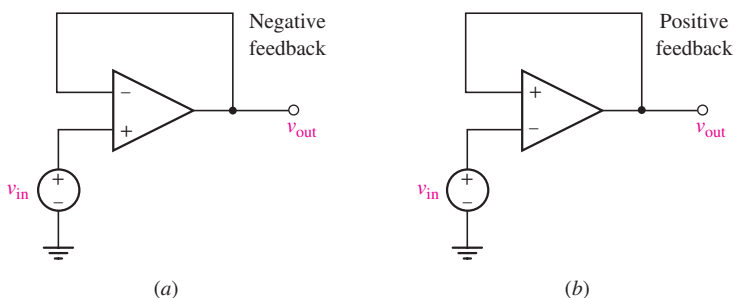 Negative
feedback
−
+
v_out
v_in
+
−
(a)
Positive
feedback
+
−
v_out
v_in
+
−
(b)